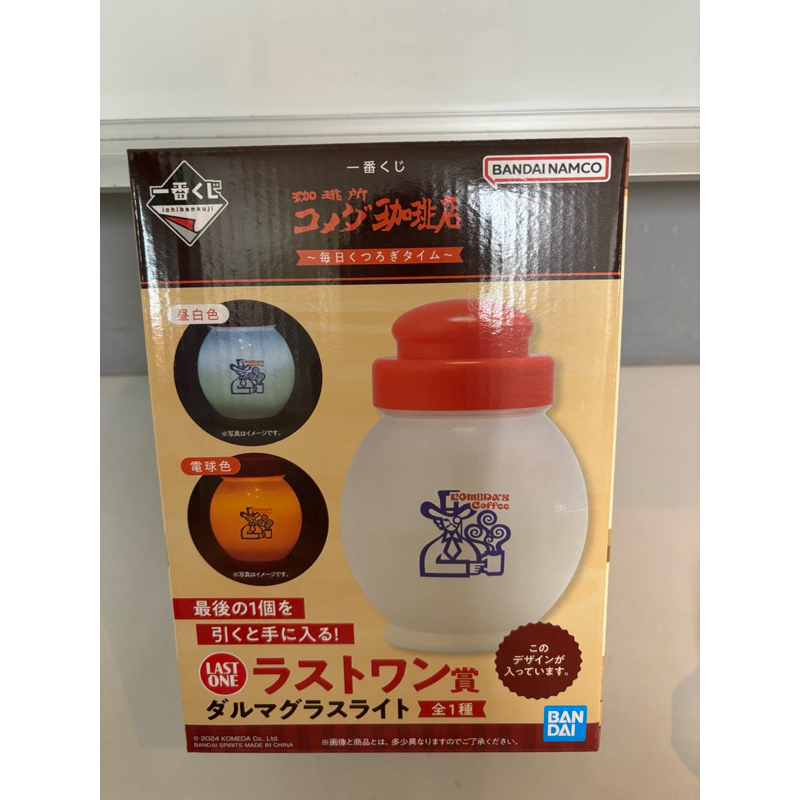 一番くじ
ichibankuji
一番くじ
BANDAI NAMCO
珈琲所
コメダ珈琲店
～毎日くつろぎタイム～
昼白色
※写真はイメージです。
電球色
※写真はイメージです。
KOMEDA'S
Coffee
最後の1個を
引くと手に入る!
LAST
ONE
ラストワン賞
ダルマグラスライト
全1種
この
デザインが
入っています。
BAN
DAI
© 2024 KOMEDA Co., Ltd.
BANDAI SPIRITS MADE IN CHINA
※画像と商品とは、多少異なりますのでご了承ください。